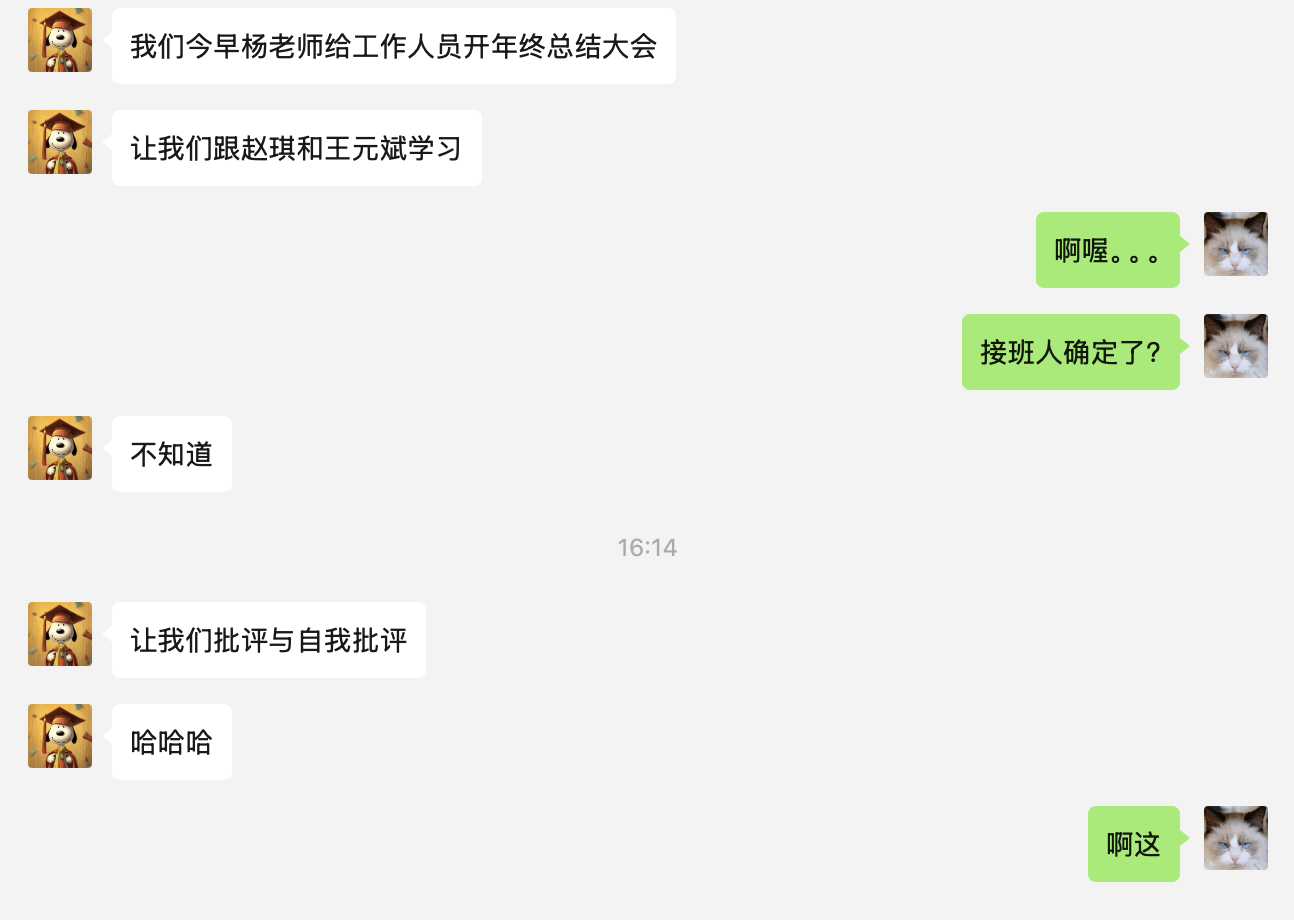 我们今早杨老师给工作人员开年终总结大会
让我们跟赵琪和王元斌学习
啊喔。。。
接班人确定了?
不知道
16:14
让我们批评与自我批评
哈哈哈
啊这